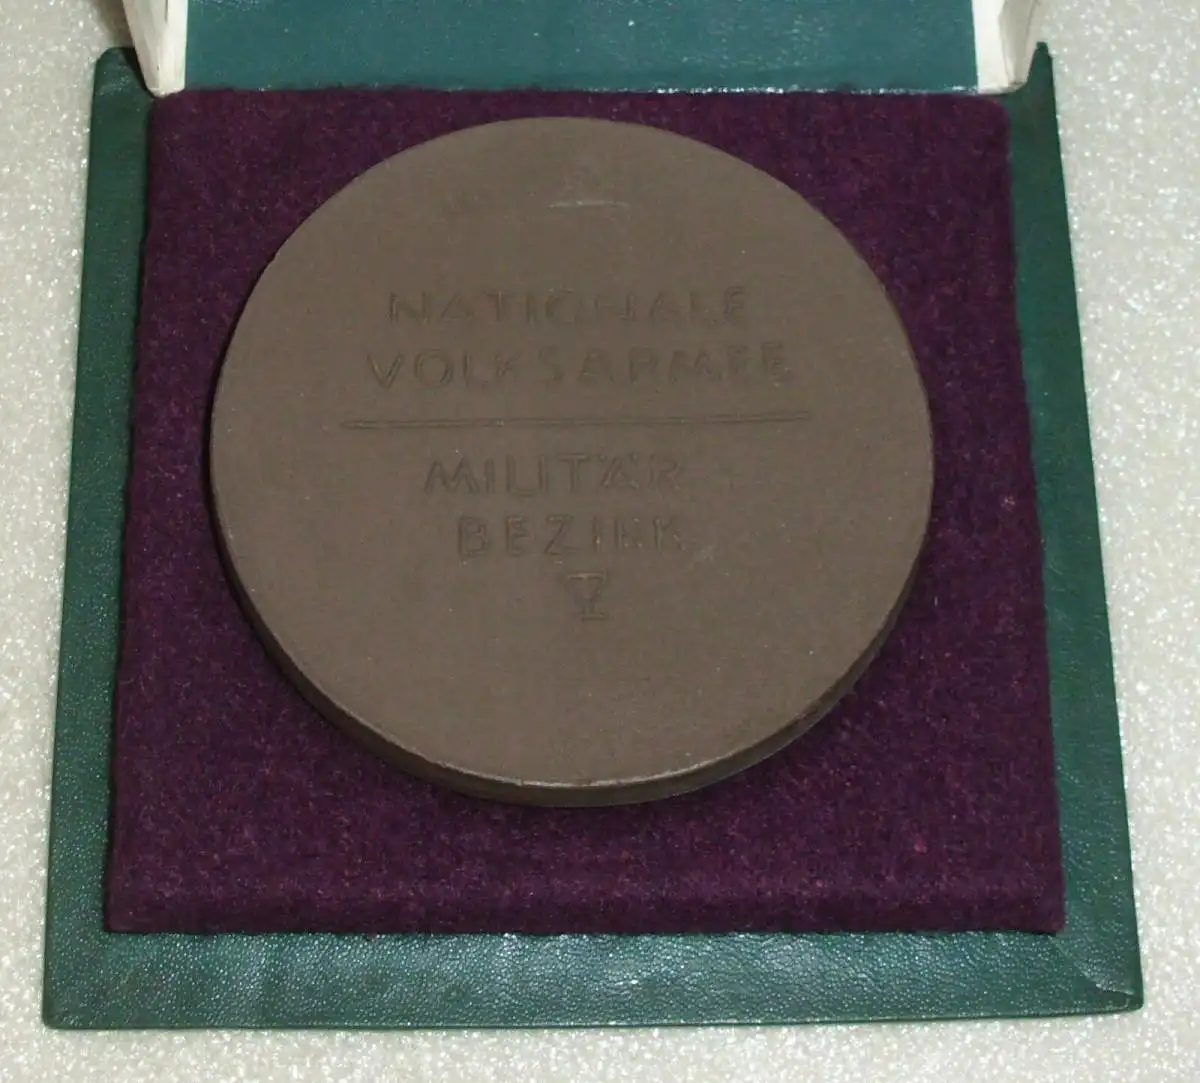 NATIONALE
VOLKSARMEE
MILITÄR
BEZIRK
V